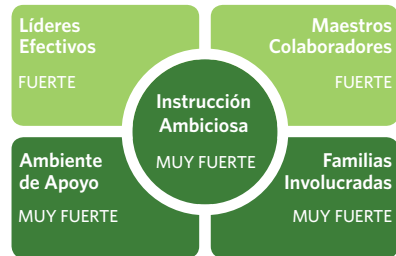 Líderes
Efectivos
FUERTE
Maestros
Colaboradores
FUERTE
Instrucción
Ambiciosa
MUY FUERTE
Ambiente
de Apoyo
MUY FUERTE
Familias
Involucradas
MUY FUERTE